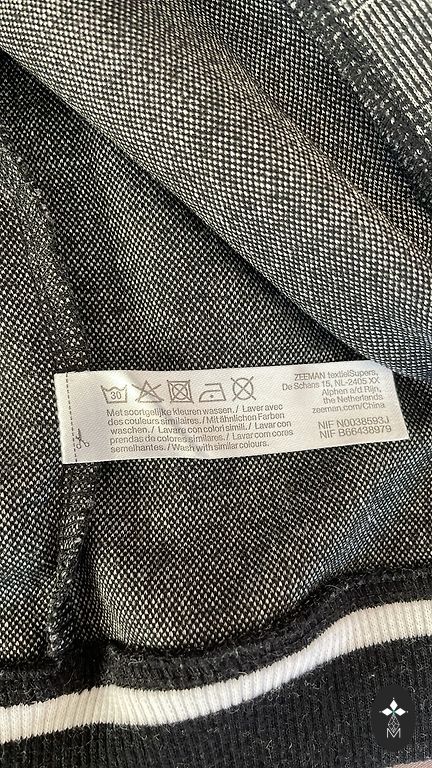 30
Met soortgelijke kleuren wassen. / Laver avec
des couleurs similaires. / Mit ähnlichen Farben
waschen. / Lavare con colori simili. / Lavar con
prendas de colores similares. / Lavar com cores
semelhantes. / Wash with similar colours.
ZEEMAN textielSupers,
De Schans 15, NL-2405 XX
Alphen a/d Rijn,
the Netherlands
zeeman.com/China
NIF N0038593J
NIF B66438979
M